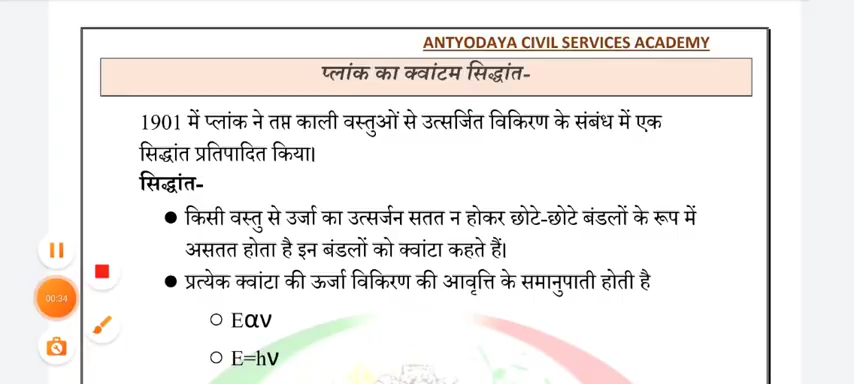 ANTYODAYA CIVIL SERVICES ACADEMY
प्लांक का क्वांटम सिद्धांत-
1901 में प्लांक ने तप्त काली वस्तुओं से उत्सर्जित विकिरण के संबंध में एक
सिद्धांत प्रतिपादित किया।
सिद्धांत-
● किसी वस्तु से उर्जा का उत्सर्जन सतत न होकर छोटे-छोटे बंडलों के रूप में
असतत होता है इन बंडलों को क्वांटा कहते हैं।
● प्रत्येक क्वांटा की ऊर्जा विकिरण की आवृत्ति के समानुपाती होती है
○ Eαν
○ E=hν
00:34